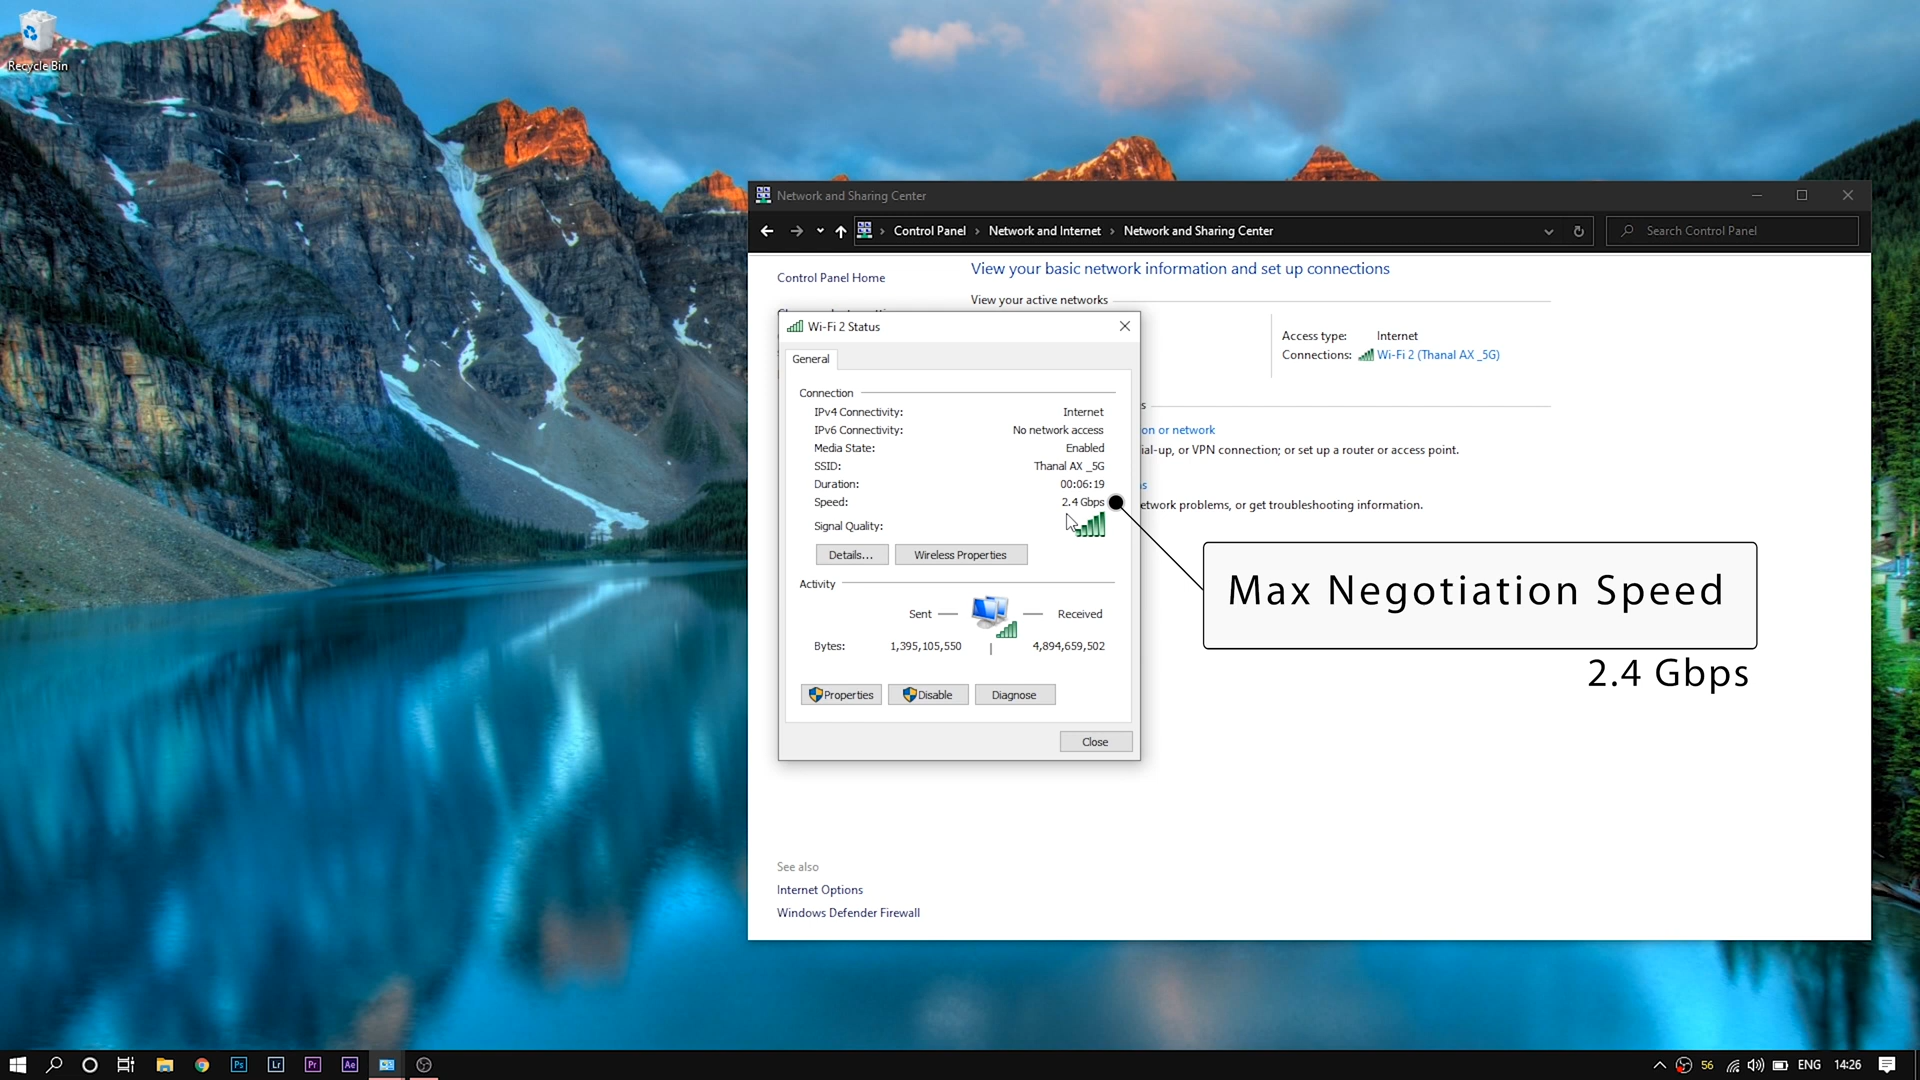 Recycle Bin
Network and Sharing Center
Control Panel > Network and Internet > Network and Sharing Center
Search Control Panel
Control Panel Home
View your basic network information and set up connections
View your active networks
Access type: Internet
Connections: Wi-Fi 2 (Thanal AX _5G)
on or network
ial-up, or VPN connection; or set up a router or access point.
etwork problems, or get troubleshooting information.
Wi-Fi 2 Status
General
Connection
IPv4 Connectivity: Internet
IPv6 Connectivity: No network access
Media State: Enabled
SSID: Thanal AX _5G
Duration: 00:06:19
Speed: 2.4 Gbps
Signal Quality:
Details...
Wireless Properties
Activity
Sent
Received
Bytes: 1,395,105,550 | 4,894,659,502
Properties
Disable
Diagnose
Close
Max Negotiation Speed
2.4 Gbps
See also
Internet Options
Windows Defender Firewall
Ps
Lr
Pr
Ae
56
ENG
14:26